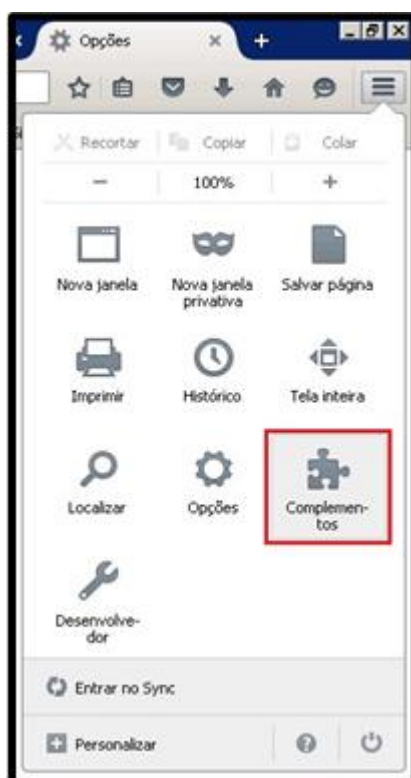 Opções
Recortar Copiar Colar
− 100% +
Nova janela Nova janela privativa Salvar página
Imprimir Histórico Tela inteira
Localizar Opções Complemen-
tos
Desenvolve-
dor
Entrar no Sync
Personalizar